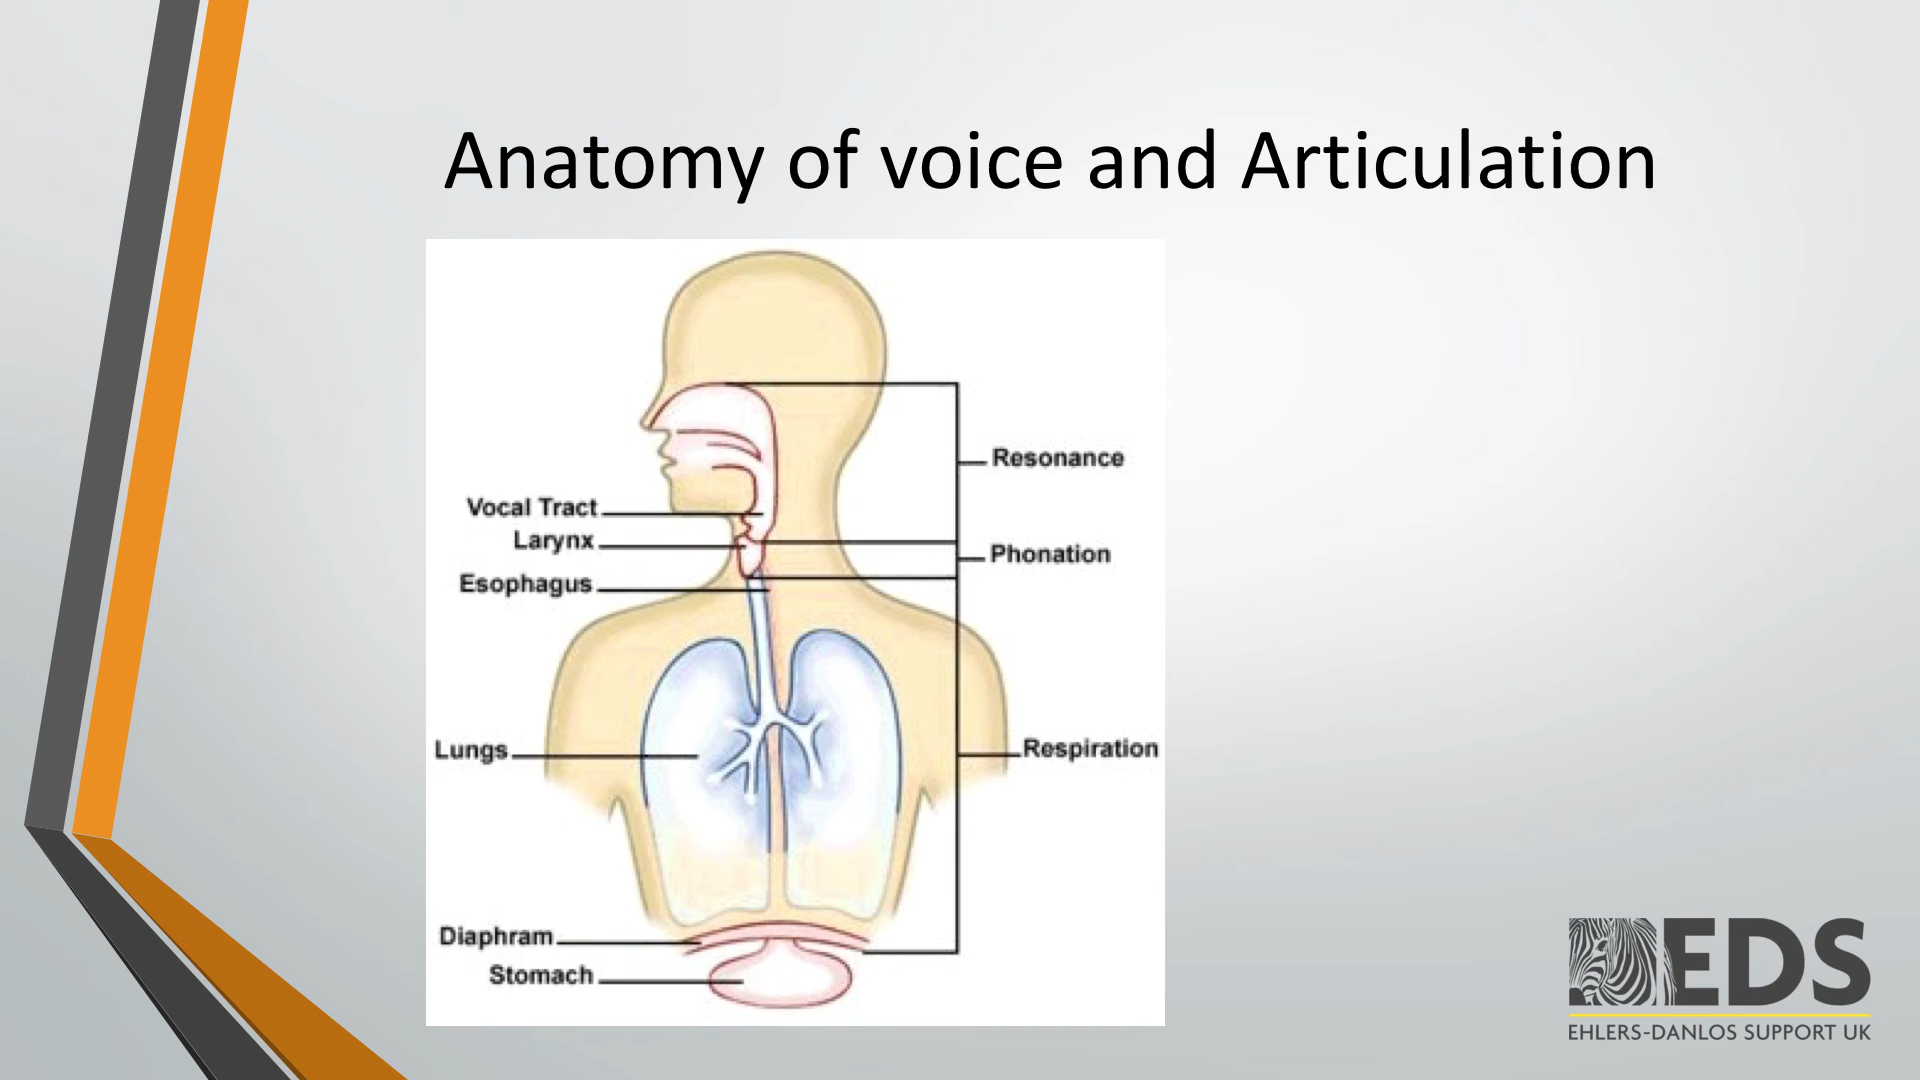 Anatomy of voice and Articulation
Resonance
Vocal Tract
Larynx
Phonation
Esophagus
Lungs
Respiration
Diaphram
Stomach
EDS
EHLERS-DANLOS SUPPORT UK